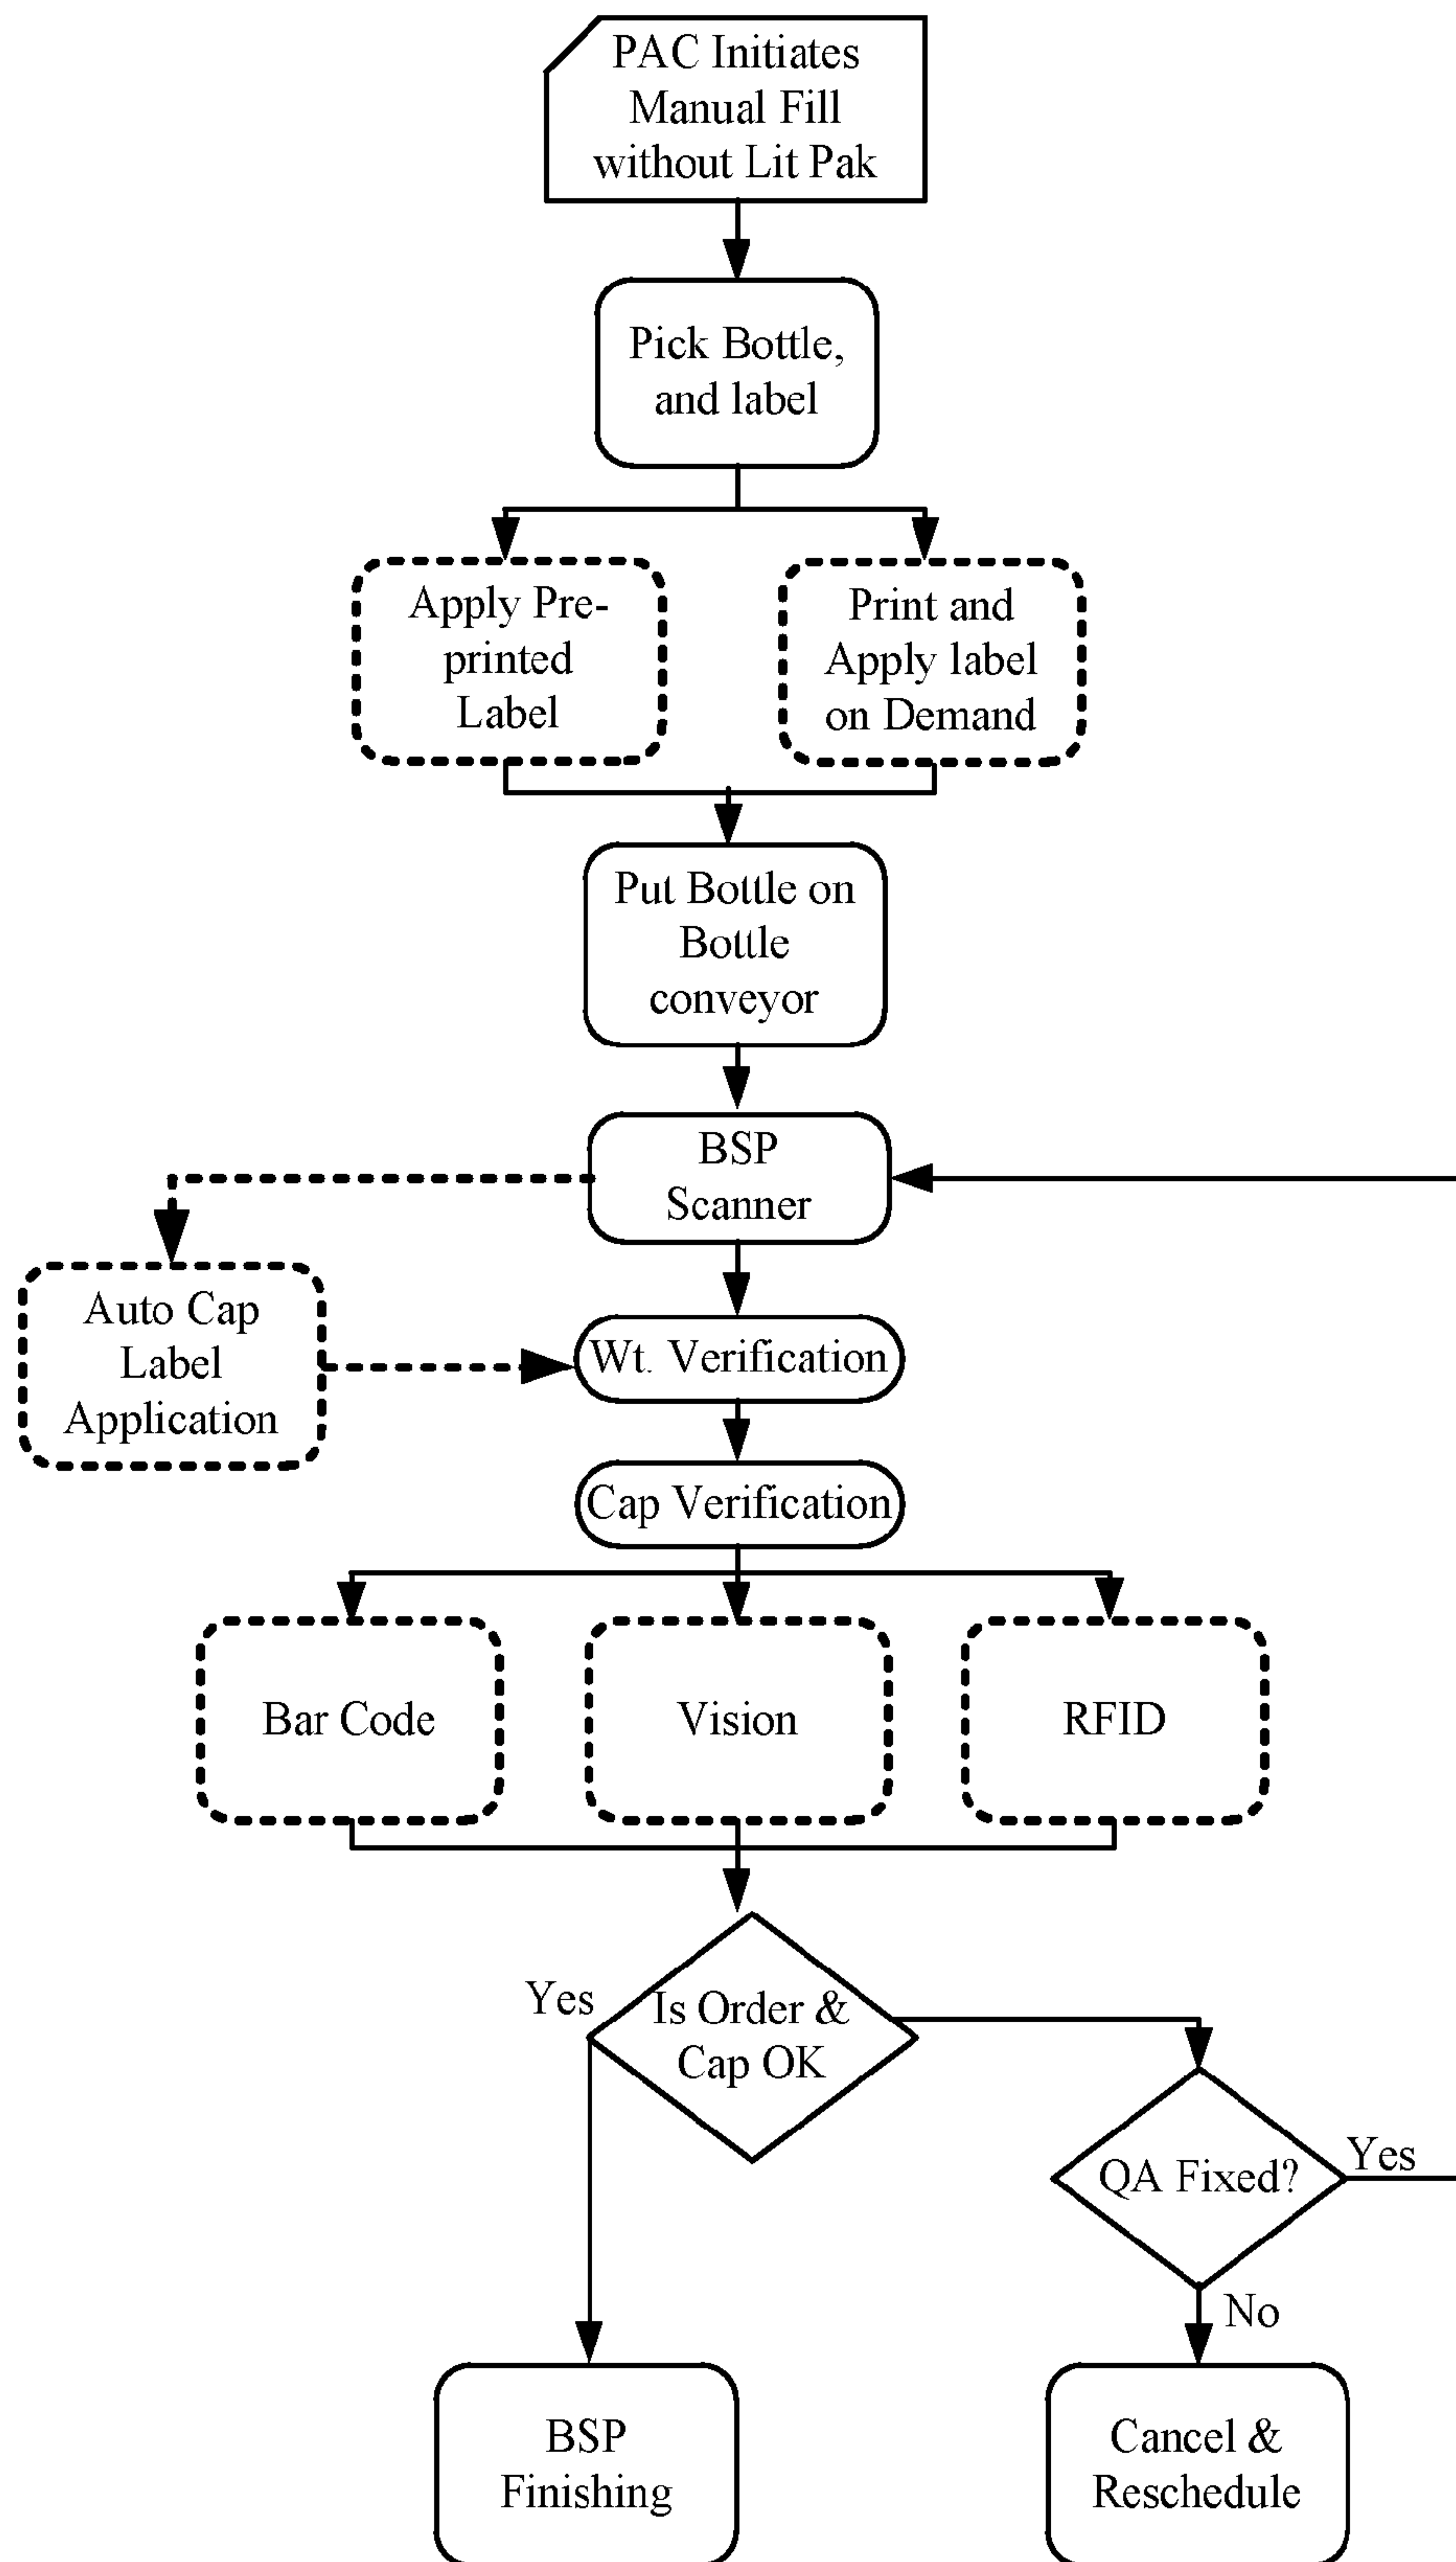 PAC Initiates
Manual Fill
without Lit Pak
Pick Bottle,
and label
Apply Pre-
printed
Label
Print and
Apply label
on Demand
Put Bottle on
Bottle
conveyor
BSP
Scanner
Auto Cap
Label
Application
Wt. Verification
Cap Verification
Bar Code
Vision
RFID
Yes
Is Order &
Cap OK
QA Fixed?
Yes
No
BSP
Finishing
Cancel &
Reschedule